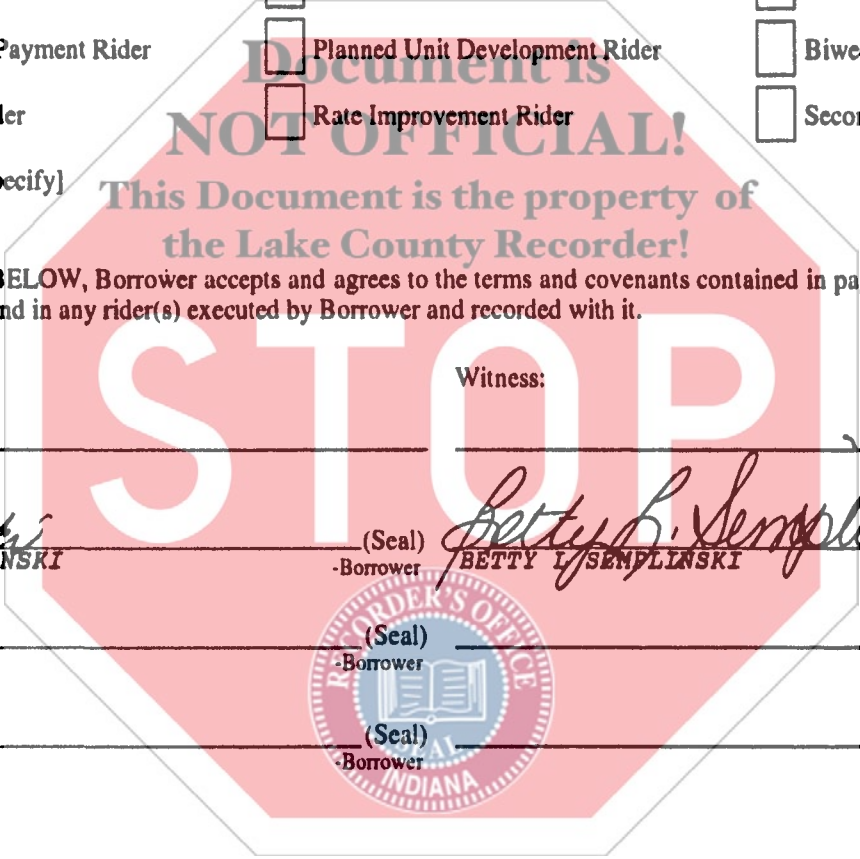 Payment Rider Planned Unit Development Rider Biwe
der Rate Improvement Rider Secon
ecify]
Document is
NOT OFFICIAL!
This Document is the property of
the Lake County Recorder!
BELOW, Borrower accepts and agrees to the terms and covenants contained in pa
nd in any rider(s) executed by Borrower and recorded with it.
STOP
Witness:
(Seal) Betty L. Sempl
NSKI -Borrower BETTY L SEMPLINSKI
(Seal)
-Borrower
(Seal)
-Borrower
RECORDER'S OFFICE
SEAL
INDIANA